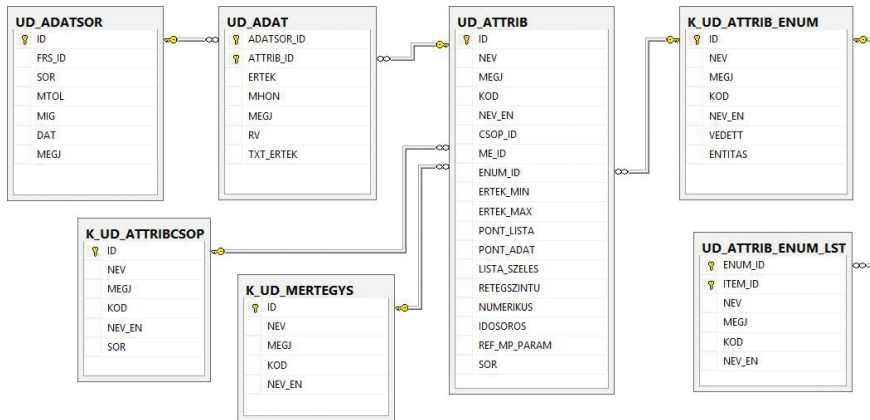 UD_ADATSOR
ID
FRS_ID
SOR
MTOL
MIG
DAT
MEGJ
UD_ADAT
ADATSOR_ID
ATTRIB_ID
ERTEK
MHON
MEGJ
RV
TXT_ERTEK
UD_ATTRIB
ID
NEV
MEGJ
KOD
NEV_EN
CSOP_ID
ME_ID
ENUM_ID
ERTEK_MIN
ERTEK_MAX
PONT_LISTA
PONT_ADAT
LISTA_SZELES
RETEGSZINTU
NUMERIKUS
IDOSOROS
REF_MP_PARAM
SOR
K_UD_ATTRIB_ENUM
ID
NEV
MEGJ
KOD
NEV_EN
VEDETT
ENTITAS
K_UD_ATTRIBCSOP
ID
NEV
MEGJ
KOD
NEV_EN
SOR
K_UD_MERTEGYS
ID
NEV
MEGJ
KOD
NEV_EN
UD_ATTRIB_ENUM_LST
ENUM_ID
ITEM_ID
NEV
MEGJ
KOD
NEV_EN